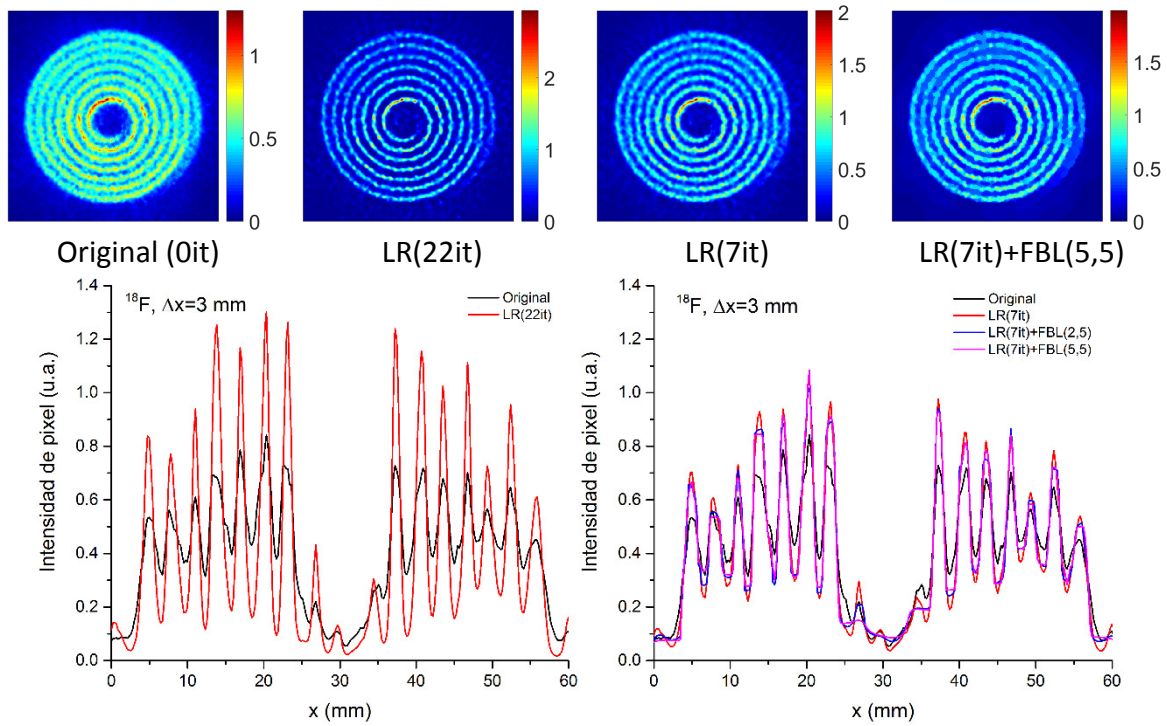 1
0.5
0
2
1
0
2
1.5
1
0.5
0
1.5
1
0.5
0
Original (0it)
LR(22it)
LR(7it)
LR(7it)+FBL(5,5)
¹⁸F, Δx=3 mm
Original
LR(22it)
Intensidad de pixel (u.a.)
1.4
1.2
1.0
0.8
0.6
0.4
0.2
0.0
0 10 20 30 40 50 60
x (mm)
¹⁸F, Δx=3 mm
Original
LR(7it)
LR(7it)+FBL(2,5)
LR(7it)+FBL(5,5)
Intensidad de pixel (u.a.)
1.4
1.2
1.0
0.8
0.6
0.4
0.2
0.0
0 10 20 30 40 50 60
x (mm)